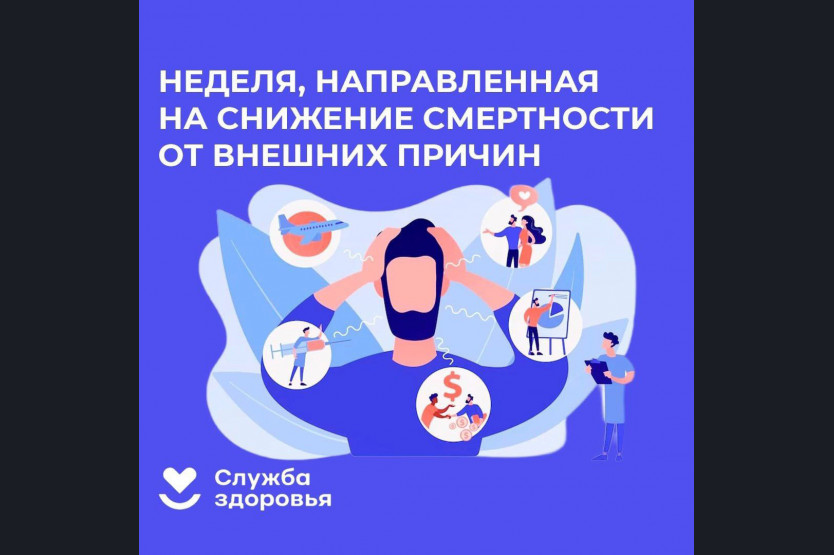 НЕДЕЛЯ, НАПРАВЛЕННАЯ
НА СНИЖЕНИЕ СМЕРТНОСТИ
ОТ ВНЕШНИХ ПРИЧИН
$
Служба
здоровья